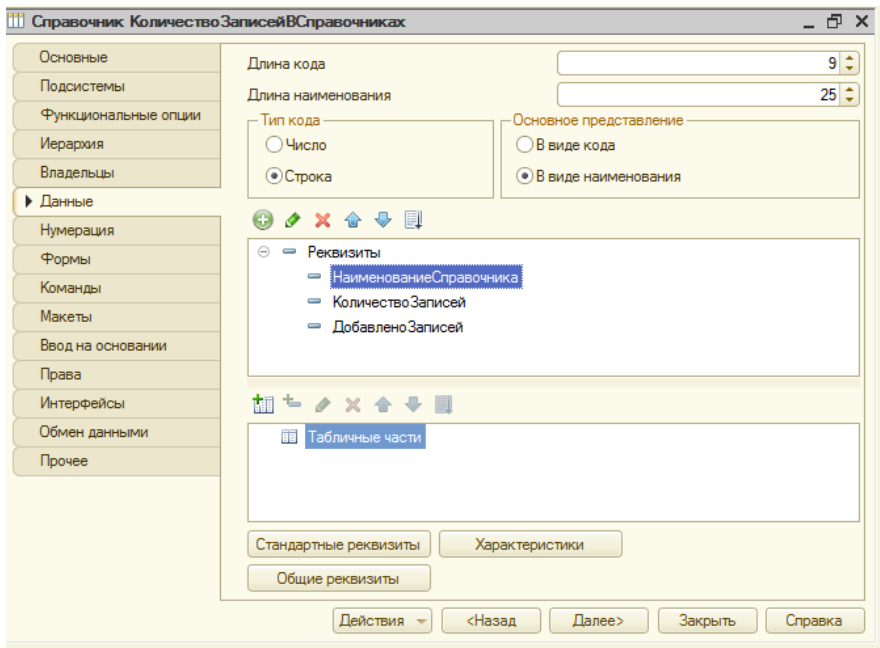 Справочник КоличествоЗаписейВСправочниках
Основные
Подсистемы
Функциональные опции
Иерархия
Владельцы
Данные
Нумерация
Формы
Команды
Макеты
Ввод на основании
Права
Интерфейсы
Обмен данными
Прочее
Длина кода 9
Длина наименования 25
Тип кода
Число
Строка
Основное представление
В виде кода
В виде наименования
Реквизиты
НаименованиеСправочника
КоличествоЗаписей
ДобавленоЗаписей
Табличные части
Стандартные реквизиты Характеристики
Общие реквизиты
Действия <Назад Далее> Закрыть Справка